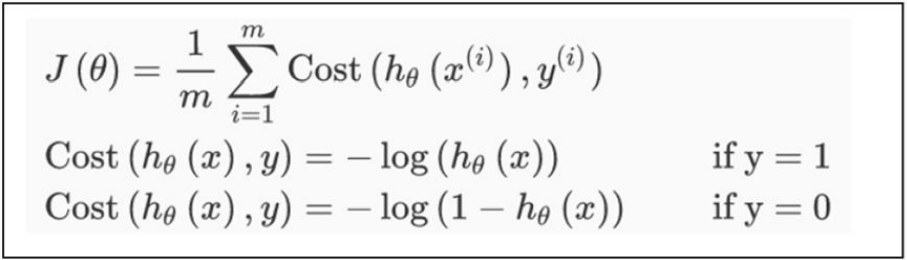 J (θ) = 1/m ∑_{i=1}^{m} Cost (h_θ (x^{(i)}) , y^{(i)})
Cost (h_θ (x) , y) = − log (h_θ (x)) if y = 1
Cost (h_θ (x) , y) = − log (1 − h_θ (x)) if y = 0